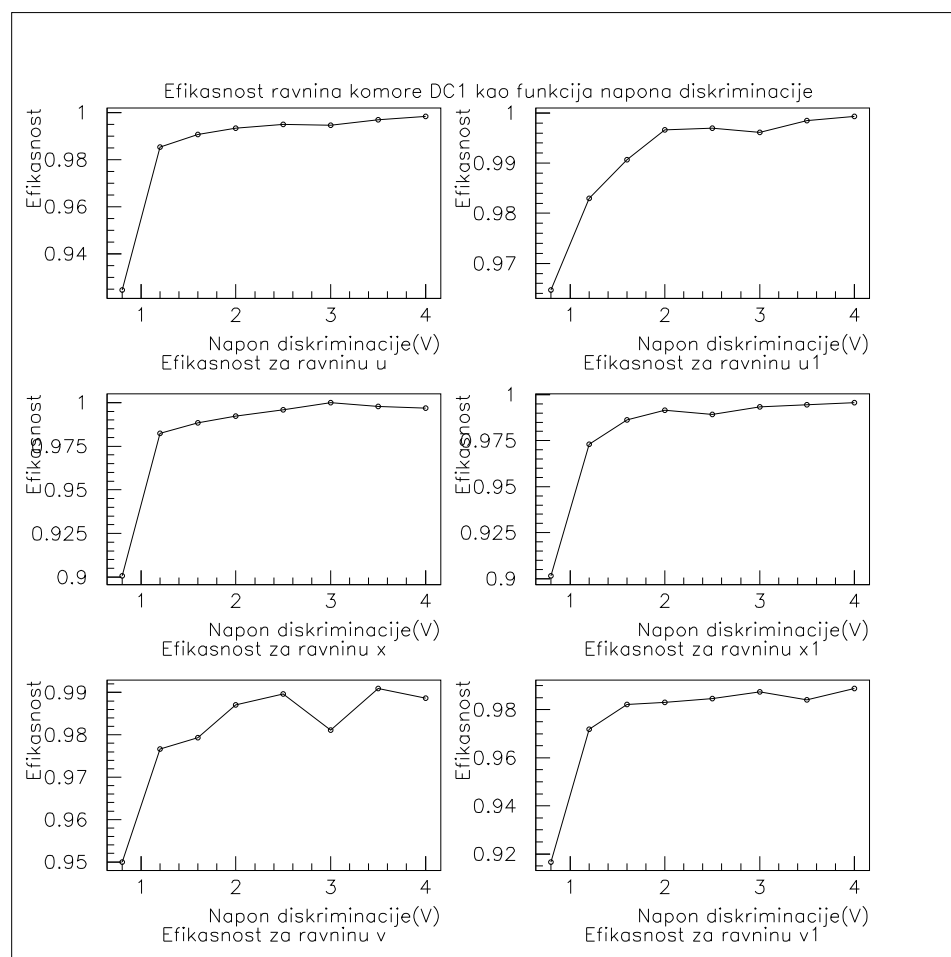 Efikasnost ravnina komore DC1 kao funkcija napona diskriminacije
Efikasnost
1
0.98
0.96
0.94
1 2 3 4
Napon diskriminacije(V)
Efikasnost za ravninu u
Efikasnost
1
0.99
0.98
0.97
1 2 3 4
Napon diskriminacije(V)
Efikasnost za ravninu u1
Efikasnost
1
0.975
0.95
0.925
0.9
1 2 3 4
Napon diskriminacije(V)
Efikasnost za ravninu x
Efikasnost
1
0.975
0.95
0.925
0.9
1 2 3 4
Napon diskriminacije(V)
Efikasnost za ravninu x1
Efikasnost
0.99
0.98
0.97
0.96
0.95
1 2 3 4
Napon diskriminacije(V)
Efikasnost za ravninu v
Efikasnost
0.98
0.96
0.94
0.92
1 2 3 4
Napon diskriminacije(V)
Efikasnost za ravninu v1